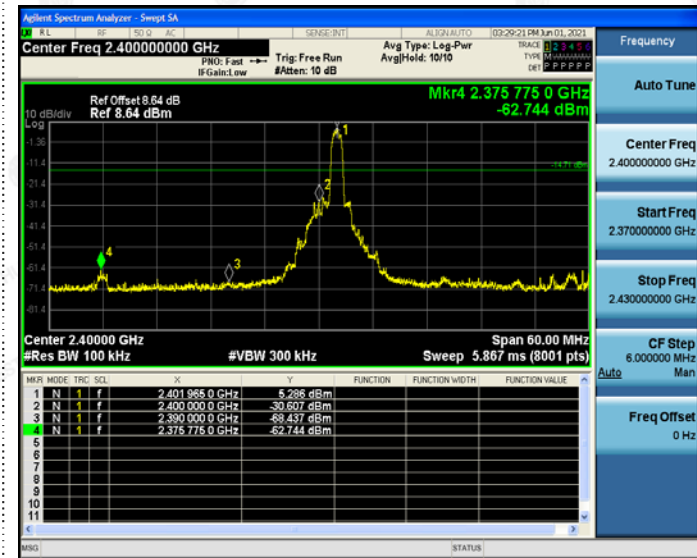 Agilent Spectrum Analyzer - Swept SA
RL RF 50 Ω AC SENSE:INT ALIGN AUTO 03:29:21 PM Jun 01, 2021
Center Freq 2.400000000 GHz
PNO: Fast
IFGain:Low
Trig: Free Run
#Atten: 10 dB
Avg Type: Log-Pwr
Avg|Hold: 10/10
TRACE 1 2 3 4 5 6
TYPE M
DET P P P P P P
Mkr4 2.375 775 0 GHz
-62.744 dBm
Ref Offset 8.64 dB
10 dB/div Ref 8.64 dBm
Log
-1.36
-11.4
-21.4
-31.4
-41.4
-51.4
-61.4
-71.4
-81.4
-14.71 dBm
1
2
3
4
Center 2.40000 GHz Span 60.00 MHz
#Res BW 100 kHz #VBW 300 kHz Sweep 5.867 ms (8001 pts)
MKR MODE TRC SCL X Y FUNCTION FUNCTION WIDTH FUNCTION VALUE
1 N 1 f 2.401 965 0 GHz 5.286 dBm
2 N 1 f 2.400 000 0 GHz -30.607 dBm
3 N 1 f 2.390 000 0 GHz -68.437 dBm
4 N 1 f 2.375 775 0 GHz -62.744 dBm
5
6
7
8
9
10
11
MSG STATUS
Frequency
Auto Tune
Center Freq
2.400000000 GHz
Start Freq
2.370000000 GHz
Stop Freq
2.430000000 GHz
CF Step
6.000000 MHz
Auto Man
Freq Offset
0 Hz